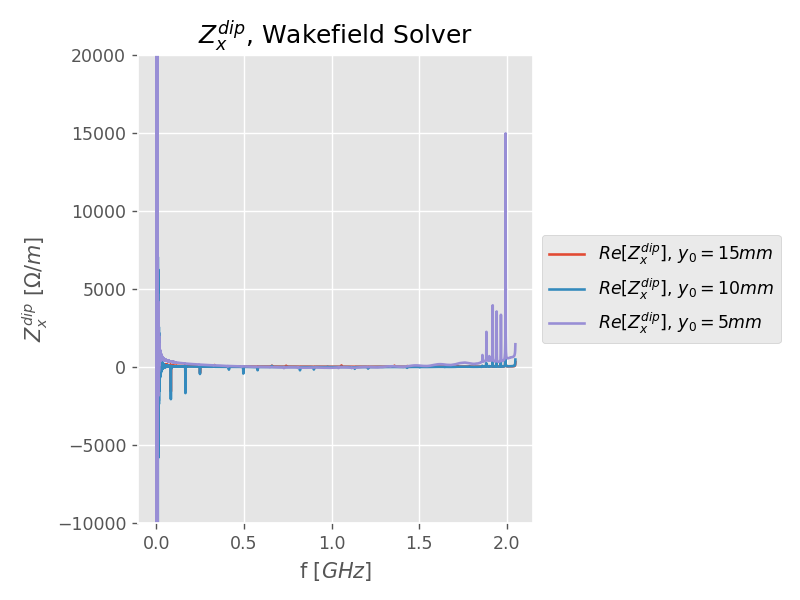 $Z_x^{dip}$, Wakefield Solver
20000
15000
10000
5000
0
−5000
−10000
$Z_x^{dip}$ [Ω/m]
0.0 0.5 1.0 1.5 2.0
f [GHz]
Re[$Z_x^{dip}$], $y_0 = 15mm$
Re[$Z_x^{dip}$], $y_0 = 10mm$
Re[$Z_x^{dip}$], $y_0 = 5mm$